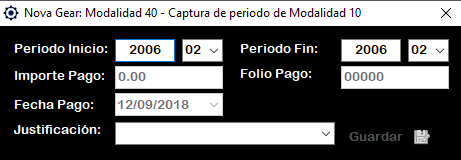 Nova Gear: Modalidad 40 - Captura de periodo de Modalidad 10
Periodo Inicio: 2006 02 Periodo Fin: 2006 02
Importe Pago: 0.00 Folio Pago: 00000
Fecha Pago: 12/09/2018
Justificación: Guardar